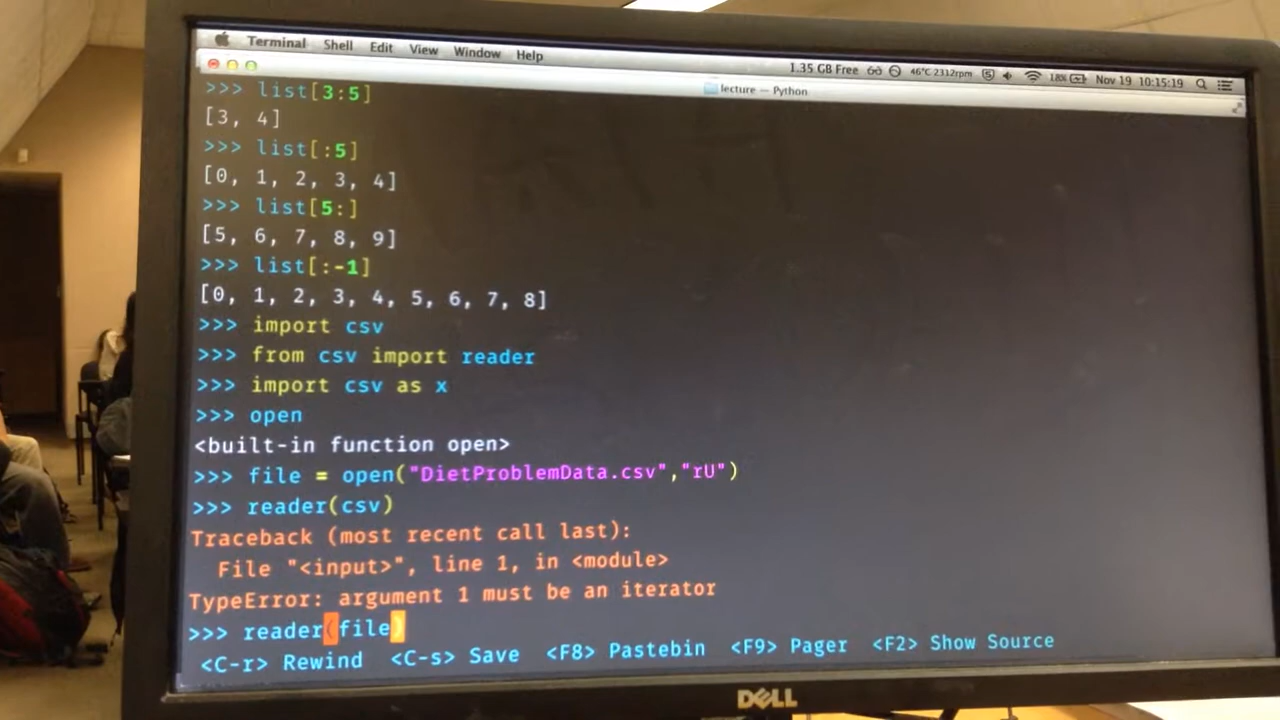 Terminal Shell Edit View Window Help 1.35 GB Free 46°C 2312rpm 18% Nov 19 10:15:19
lecture — Python
>>> list[3:5]
[3, 4]
>>> list[:5]
[0, 1, 2, 3, 4]
>>> list[5:]
[5, 6, 7, 8, 9]
>>> list[:-1]
[0, 1, 2, 3, 4, 5, 6, 7, 8]
>>> import csv
>>> from csv import reader
>>> import csv as x
>>> open
<built-in function open>
>>> file = open("DietProblemData.csv","rU")
>>> reader(csv)
Traceback (most recent call last):
  File "<input>", line 1, in <module>
TypeError: argument 1 must be an iterator
>>> reader(file)
<C-r> Rewind <C-s> Save <F8> Pastebin <F9> Pager <F2> Show Source
DELL